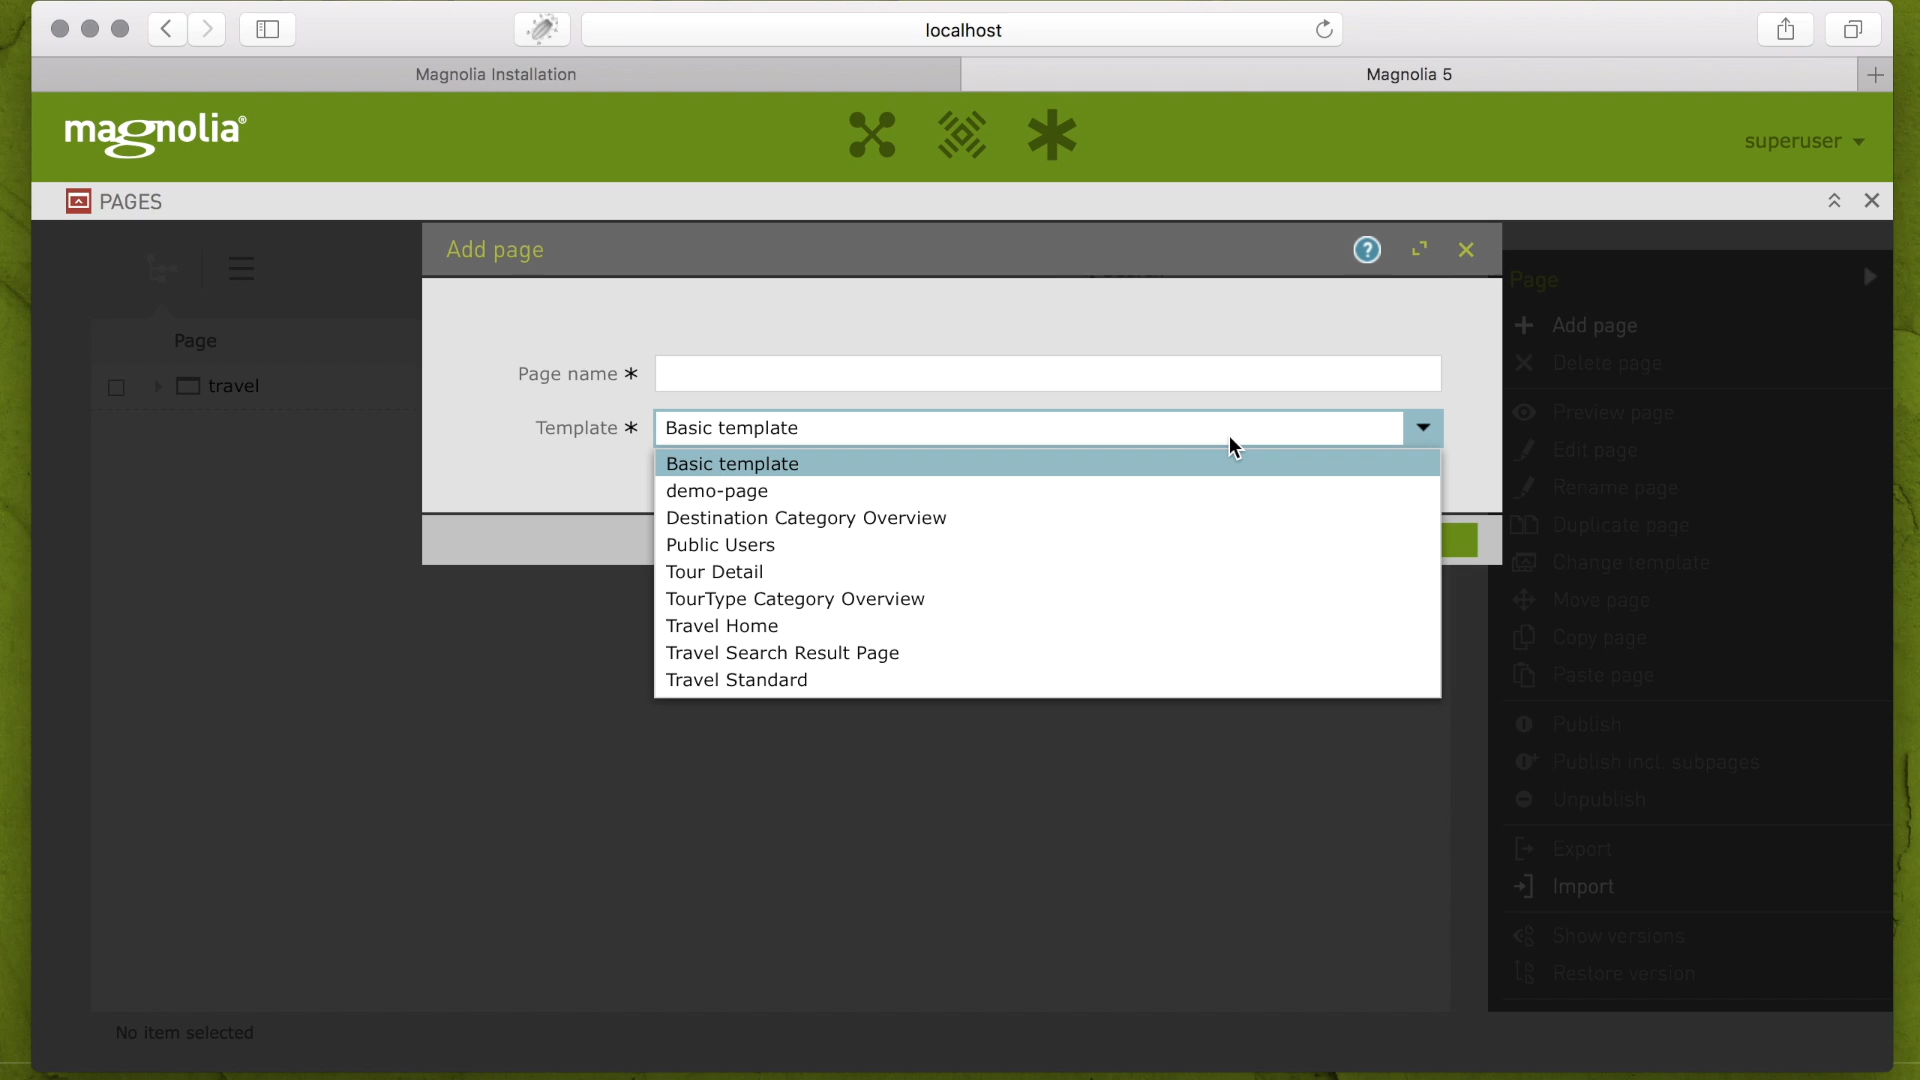 localhost
Magnolia Installation
Magnolia 5
magnolia®
superuser
PAGES
Add page
Page
Page
travel
Page name *
Template *
Basic template
Basic template
demo-page
Destination Category Overview
Public Users
Tour Detail
TourType Category Overview
Travel Home
Travel Search Result Page
Travel Standard
Add page
Delete page
Preview page
Edit page
Rename page
Duplicate page
Change template
Move page
Copy page
Paste page
Publish
Publish incl. subpages
Unpublish
Export
Import
Show versions
Restore version
No item selected